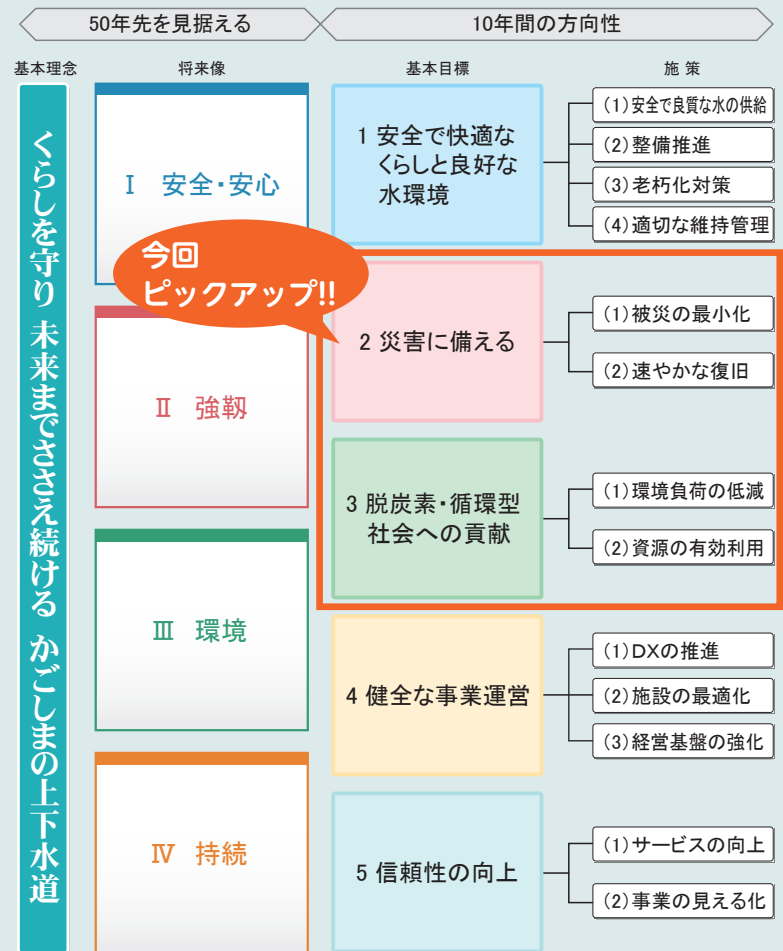 50年先を見据える
10年間の方向性
基本理念
将来像
基本目標
施 策
くらしを守り 未来までささえ続ける かごしまの上下水道
Ⅰ 安全・安心
Ⅱ 強靱
Ⅲ 環境
Ⅳ 持続
今回
ピックアップ!!
1 安全で快適な
くらしと良好な
水環境
(1)安全で良質な水の供給
(2)整備推進
(3)老朽化対策
(4)適切な維持管理
2 災害に備える
(1)被災の最小化
(2)速やかな復旧
3 脱炭素・循環型
社会への貢献
(1)環境負荷の低減
(2)資源の有効利用
4 健全な事業運営
(1)DXの推進
(2)施設の最適化
(3)経営基盤の強化
5 信頼性の向上
(1)サービスの向上
(2)事業の見える化